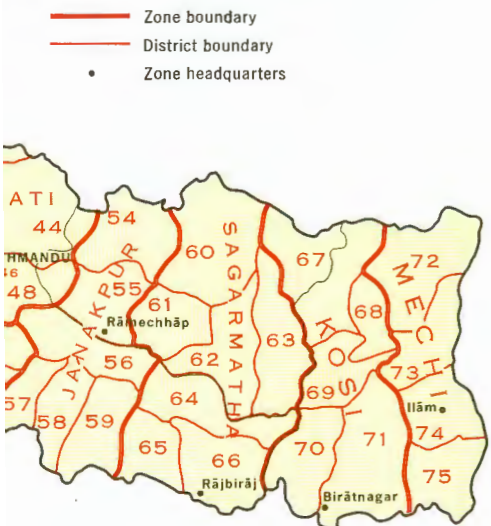 Zone boundary
District boundary
Zone headquarters
ATI
44
54
HMANDU
46
48
JANAKPUR
55
Rāmechhāp
56
57
58
59
SAGARMATHA
60
61
62
63
64
65
66
Rājbirāj
KOSI
67
68
69
70
71
Birātnagar
MECHI
72
73
Ilām
74
75